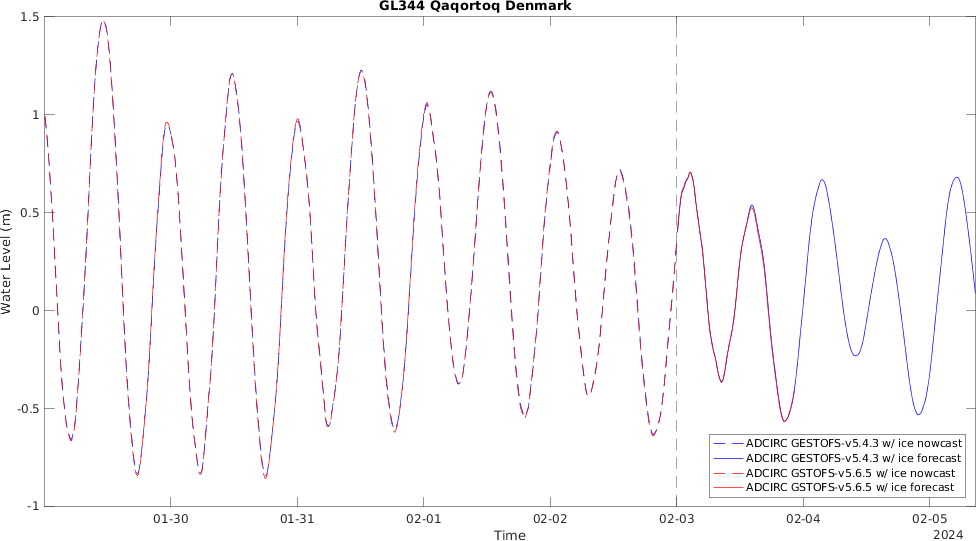 GL344 Qaqortoq Denmark
1.5
1
0.5
0
-0.5
-1
Water Level (m)
01-30
01-31
02-01
02-02
02-03
02-04
02-05
Time
2024
ADCIRC GESTOFS-v5.4.3 w/ ice nowcast
ADCIRC GESTOFS-v5.4.3 w/ ice forecast
ADCIRC GSTOFS-v5.6.5 w/ ice nowcast
ADCIRC GSTOFS-v5.6.5 w/ ice forecast